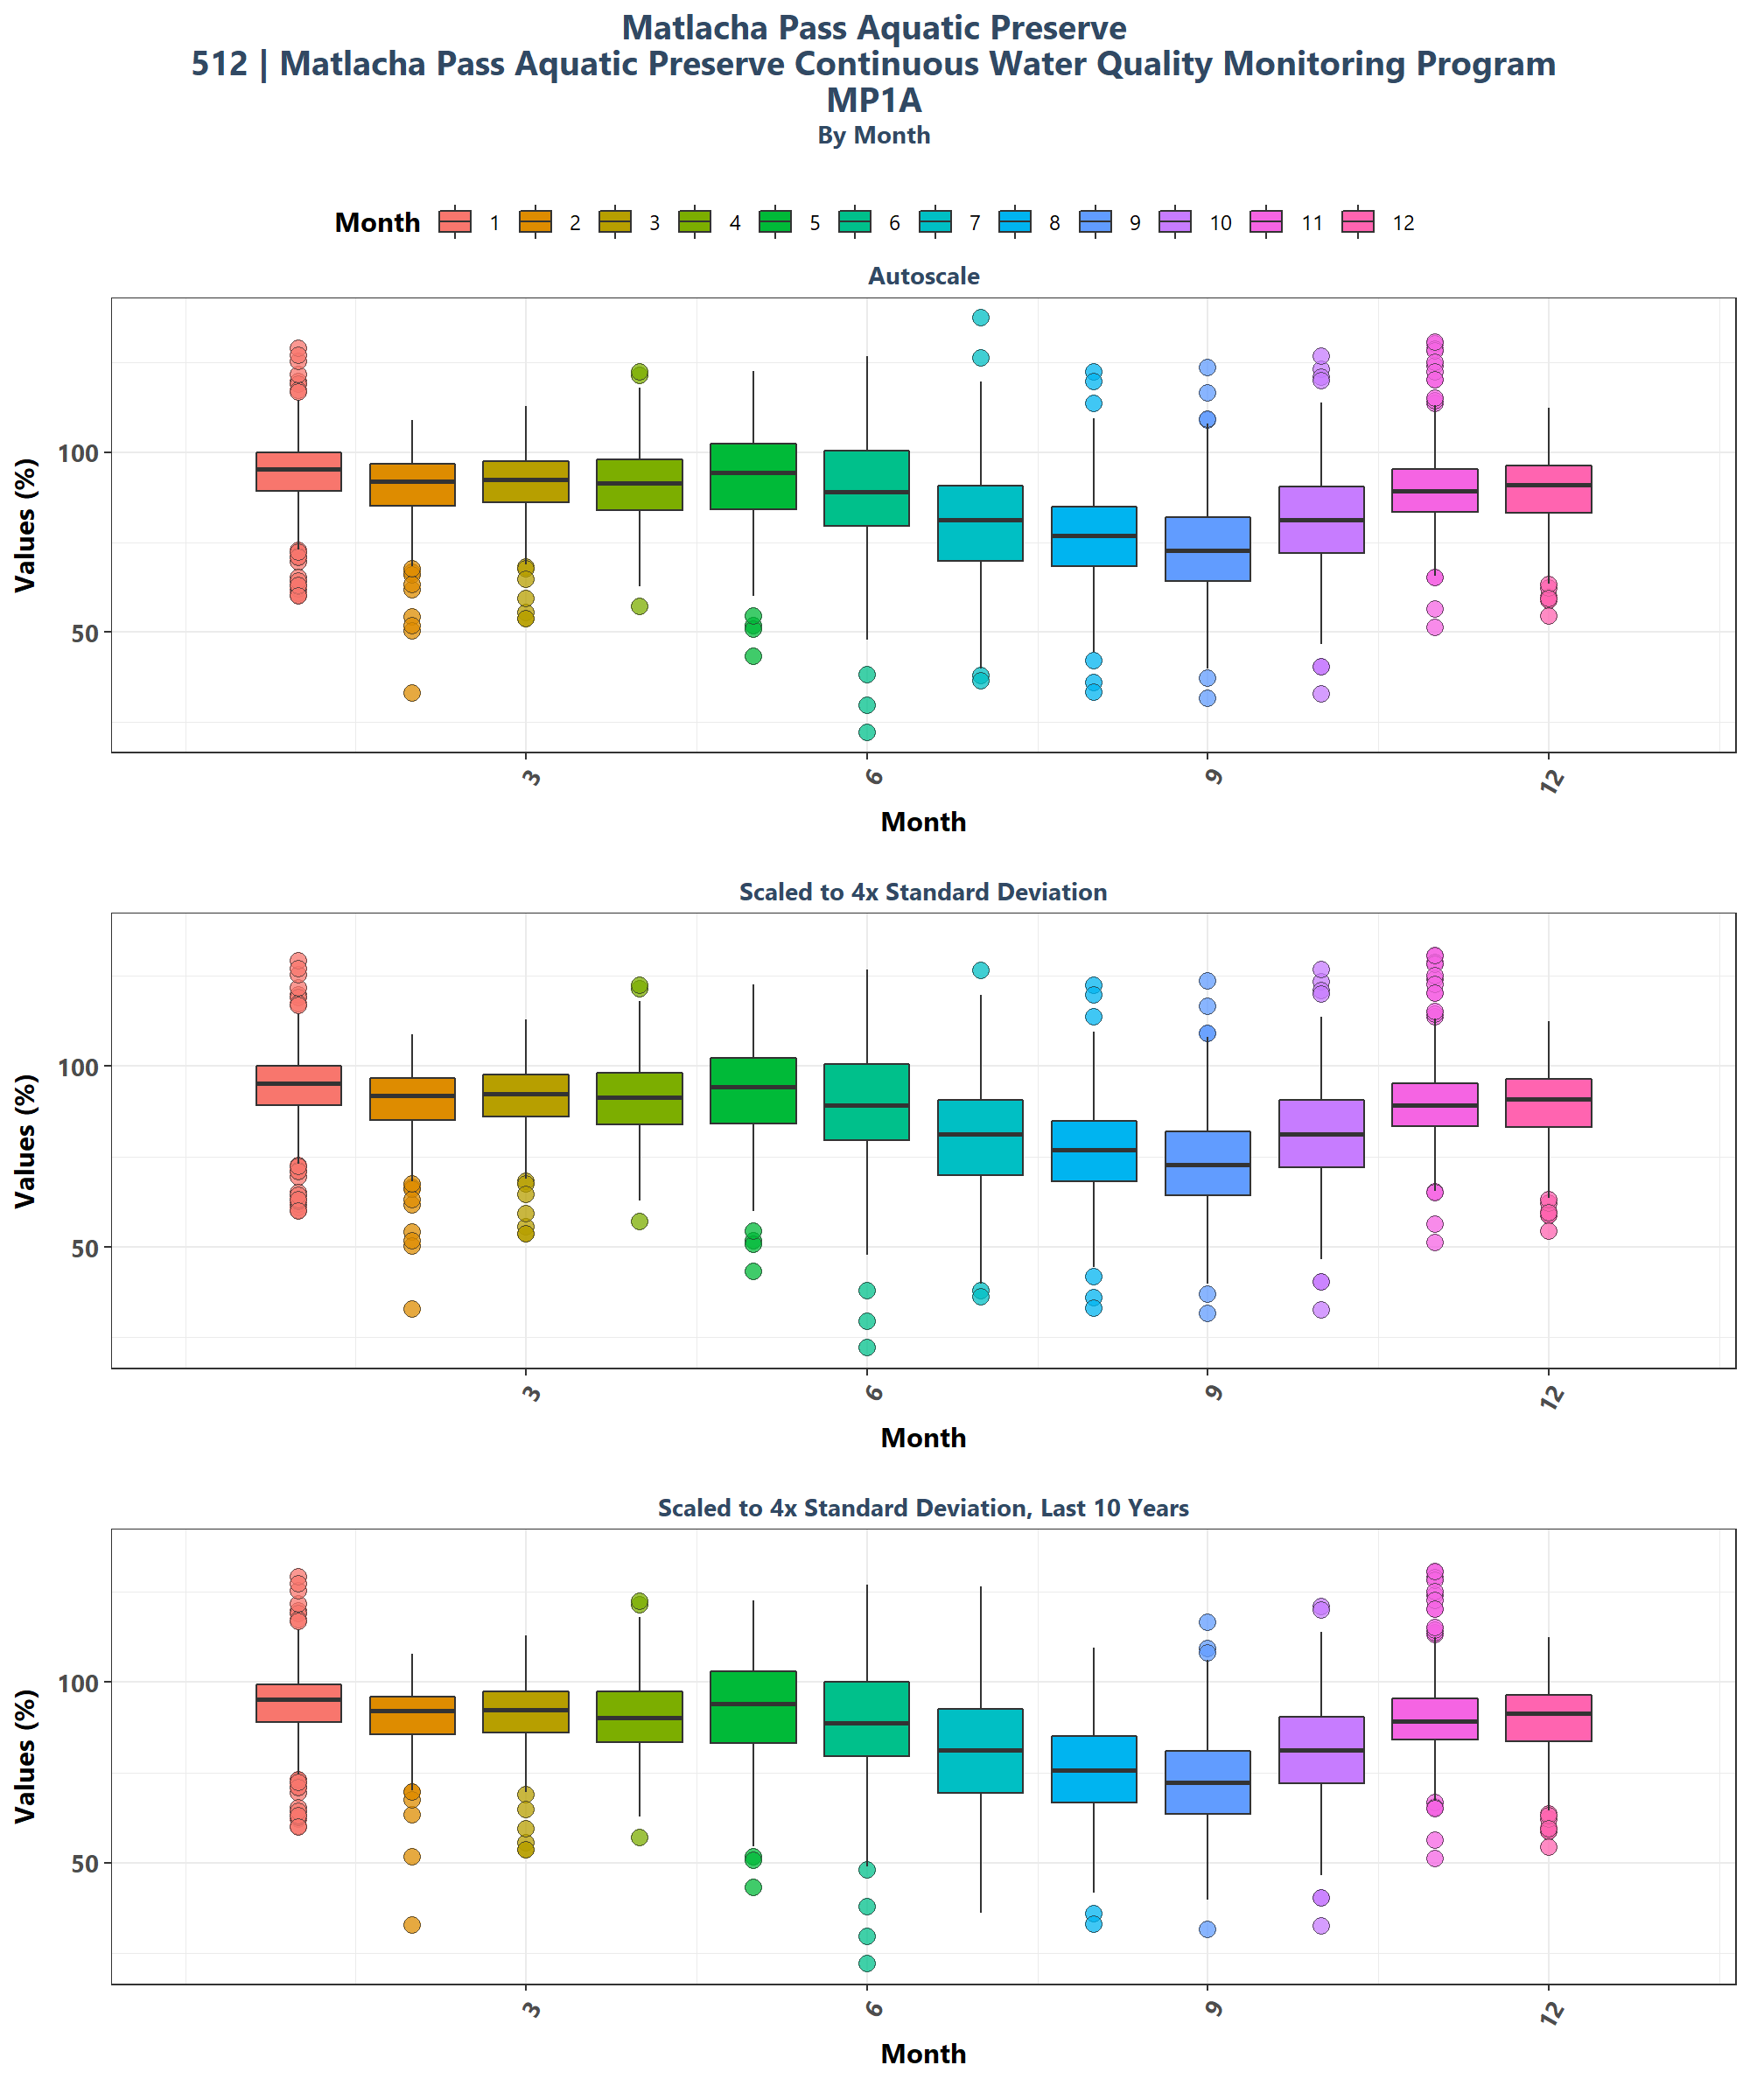 Matlacha Pass Aquatic Preserve
512 | Matlacha Pass Aquatic Preserve Continuous Water Quality Monitoring Program
MP1A
By Month
Month 1 2 3 4 5 6 7 8 9 10 11 12
Autoscale
Values (%)
100
50
3 6 9 12
Month
Scaled to 4x Standard Deviation
Values (%)
100
50
3 6 9 12
Month
Scaled to 4x Standard Deviation, Last 10 Years
Values (%)
100
50
3 6 9 12
Month